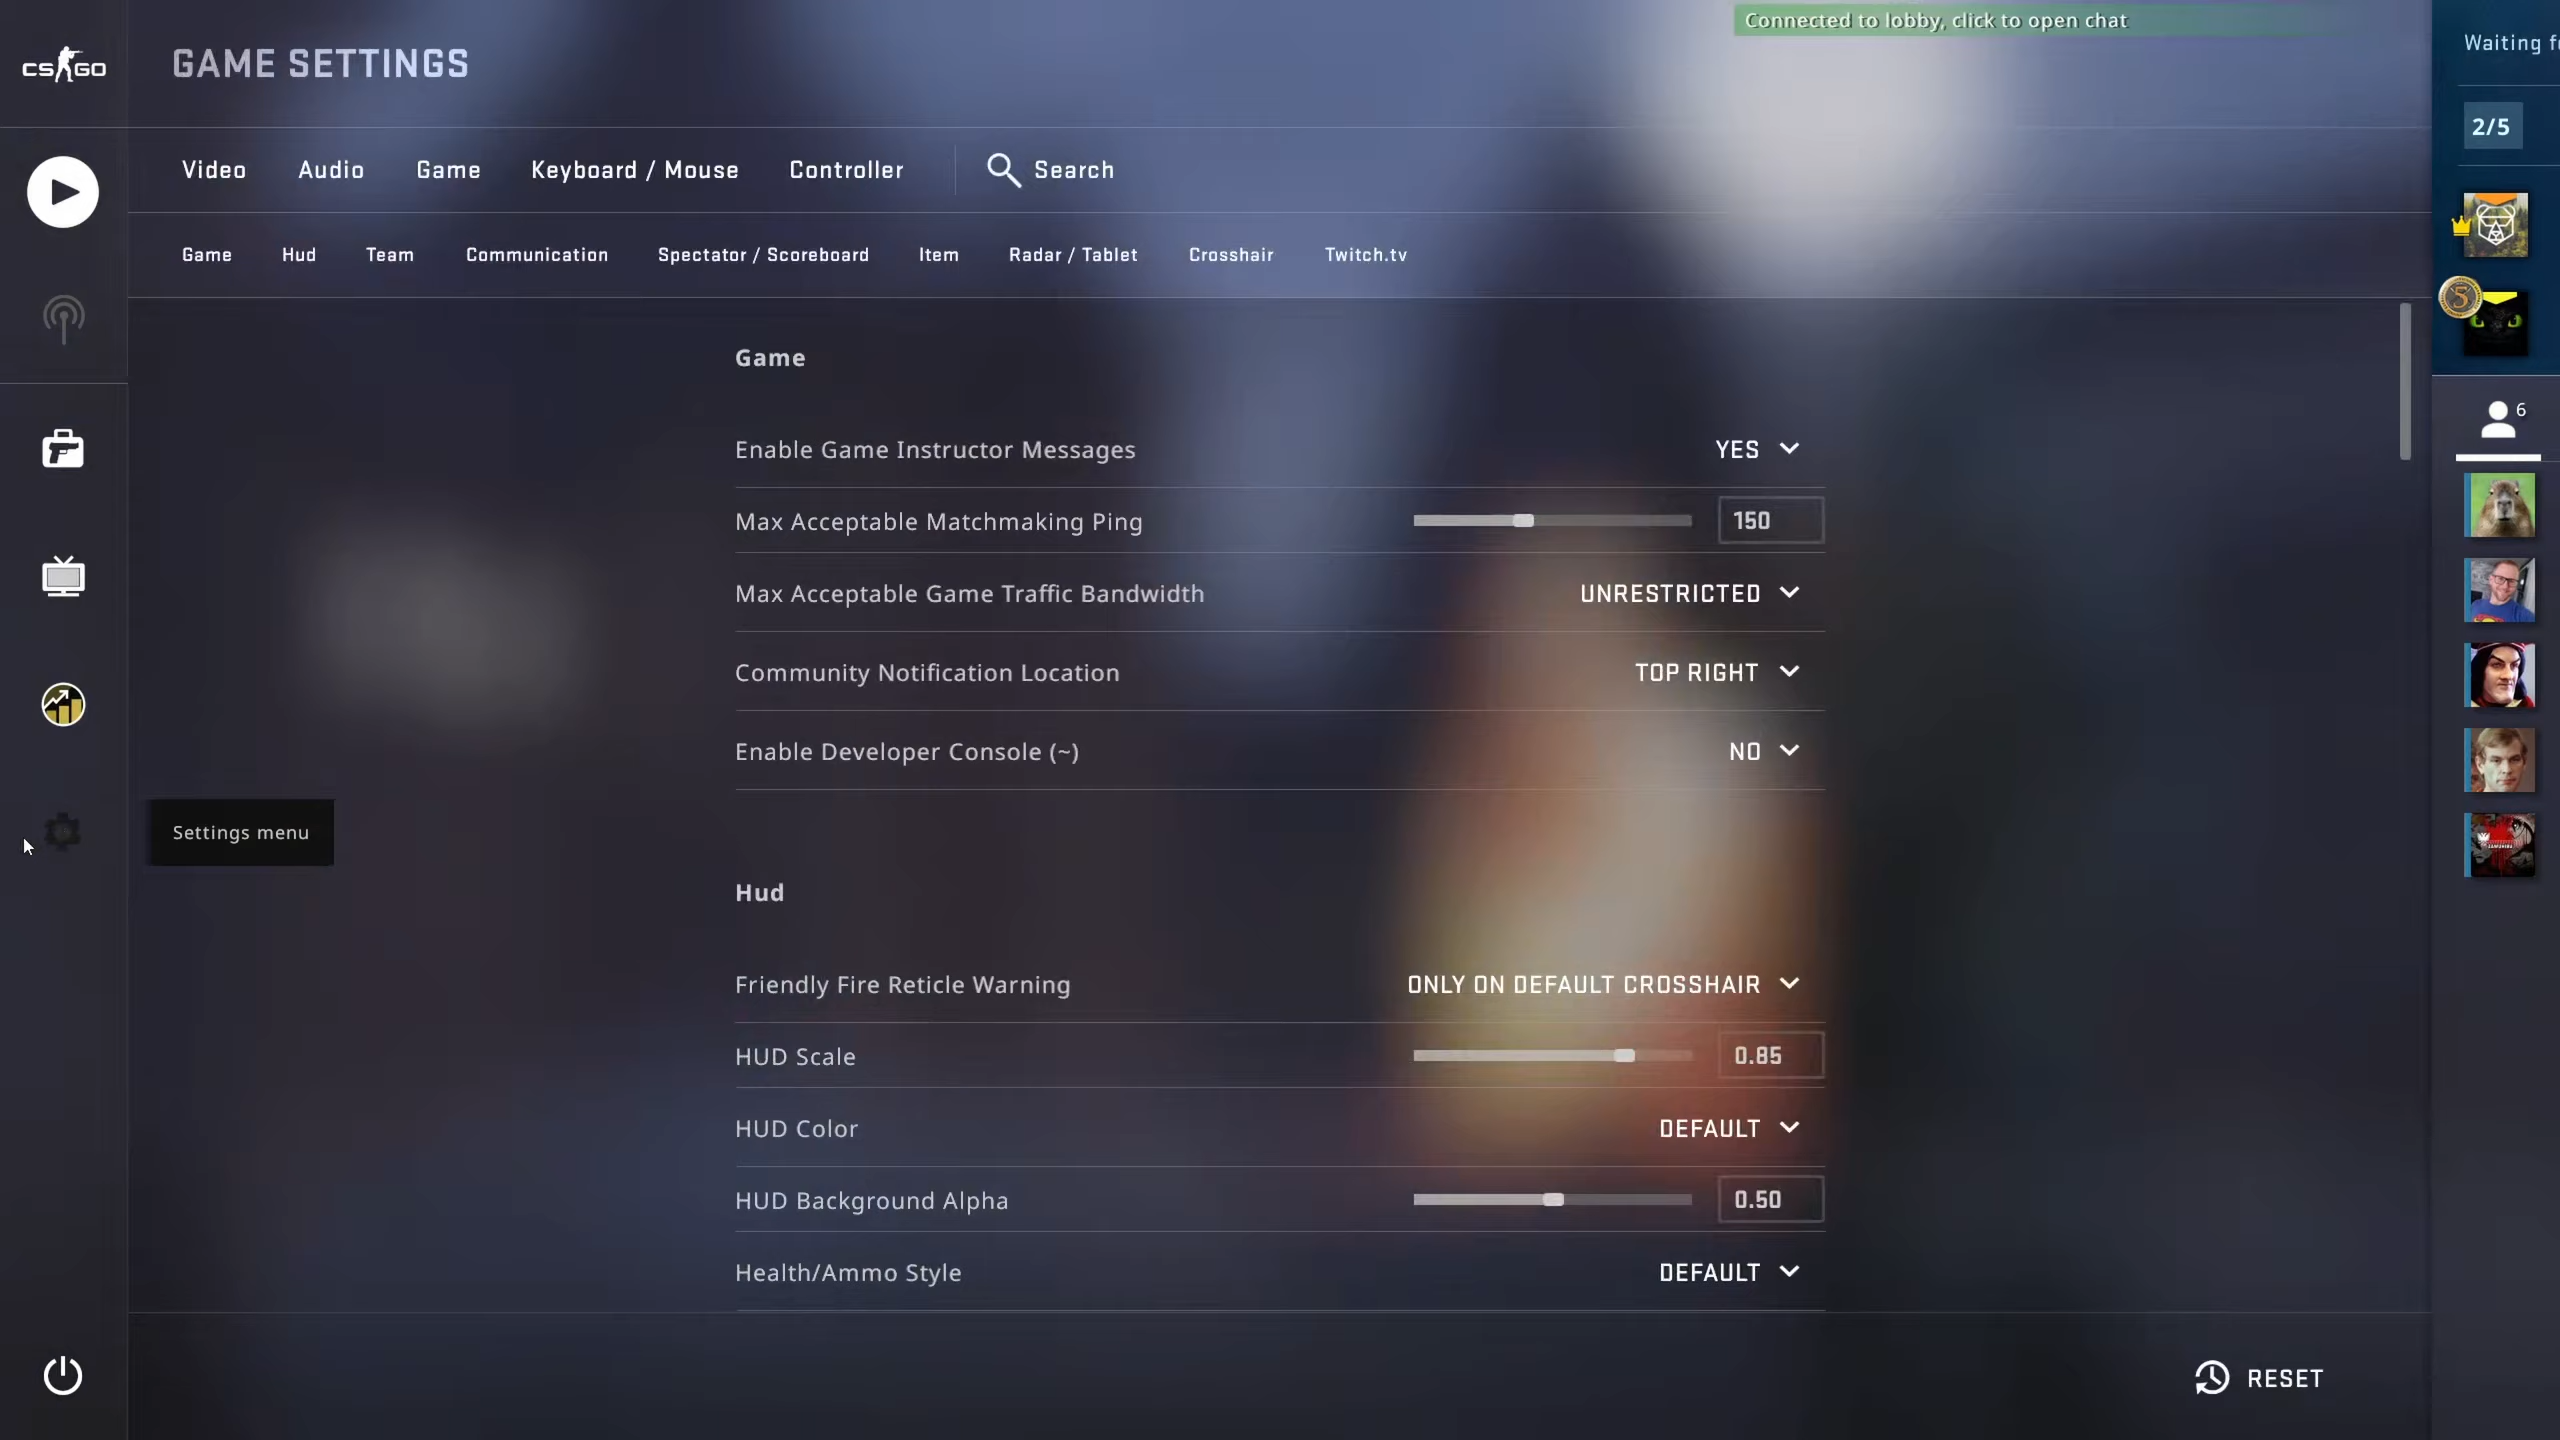 Connected to lobby, click to open chat
Waiting f
CS GO
GAME SETTINGS
2/5
Video Audio Game Keyboard / Mouse Controller Search
Game Hud Team Communication Spectator / Scoreboard Item Radar / Tablet Crosshair Twitch.tv
5
Game
6
Enable Game Instructor Messages YES
Max Acceptable Matchmaking Ping 150
Max Acceptable Game Traffic Bandwidth UNRESTRICTED
Community Notification Location TOP RIGHT
Enable Developer Console (~) NO
Settings menu
Hud
Friendly Fire Reticle Warning ONLY ON DEFAULT CROSSHAIR
HUD Scale 0.85
HUD Color DEFAULT
HUD Background Alpha 0.50
Health/Ammo Style DEFAULT
RESET